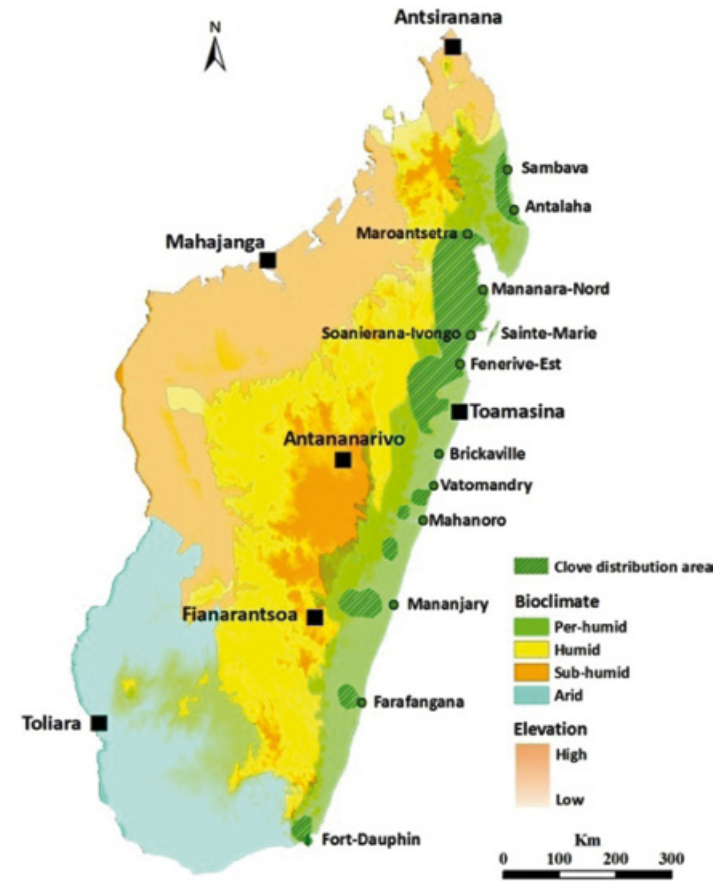 Antsiranana
N
Sambava
Antalaha
Maroantsetra
Mahajanga
Mananara-Nord
Soanierana-Ivongo
Sainte-Marie
Fenerive-Est
Toamasina
Antananarivo
Brickaville
Vatomandry
Mahanoro
Clove distribution area
Bioclimate
Per-humid
Humid
Sub-humid
Arid
Mananjary
Fianarantsoa
Farafangana
Toliara
Elevation
High
Low
Fort-Dauphin
Km
0 100 200 300